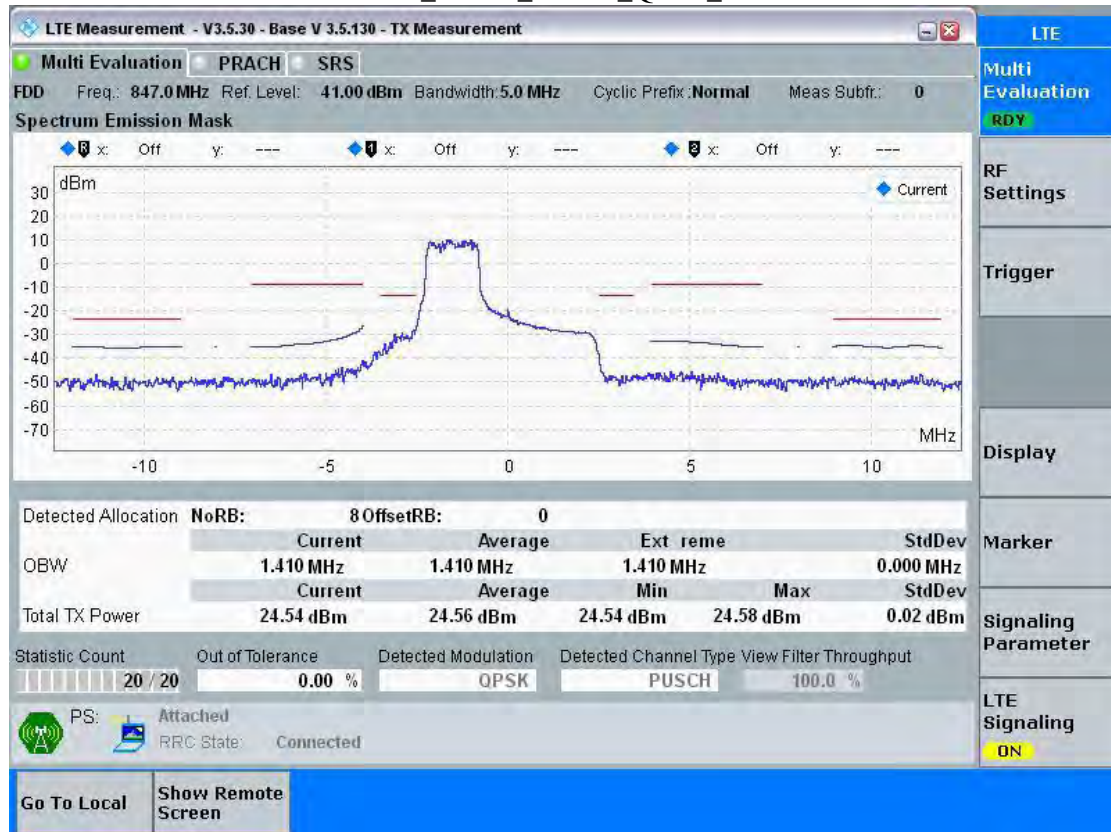 LTE Measurement - V3.5.30 - Base V 3.5.130 - TX Measurement
LTE
Multi Evaluation PRACH SRS
Multi
Evaluation
RDY
FDD Freq.: 847.0 MHz Ref. Level: 41.00 dBm Bandwidth: 5.0 MHz Cyclic Prefix : Normal Meas Subfr.: 0
Spectrum Emission Mask
R x: Off y: --- 1 x: Off y: --- 2 x: Off y: ---
dBm
Current
30
20
10
0
-10
-20
-30
-40
-50
-60
-70
MHz
-10 -5 0 5 10
RF
Settings
Trigger
Display
Marker
Signaling
Parameter
LTE
Signaling
ON
Detected Allocation NoRB: 8 OffsetRB: 0
Current Average Ext reme StdDev
OBW 1.410 MHz 1.410 MHz 1.410 MHz 0.000 MHz
Current Average Min Max StdDev
Total TX Power 24.54 dBm 24.56 dBm 24.54 dBm 24.58 dBm 0.02 dBm
Statistic Count Out of Tolerance Detected Modulation Detected Channel Type View Filter Throughput
20 / 20 0.00 % QPSK PUSCH 100.0 %
PS: Attached
RRC State: Connected
Go To Local
Show Remote
Screen